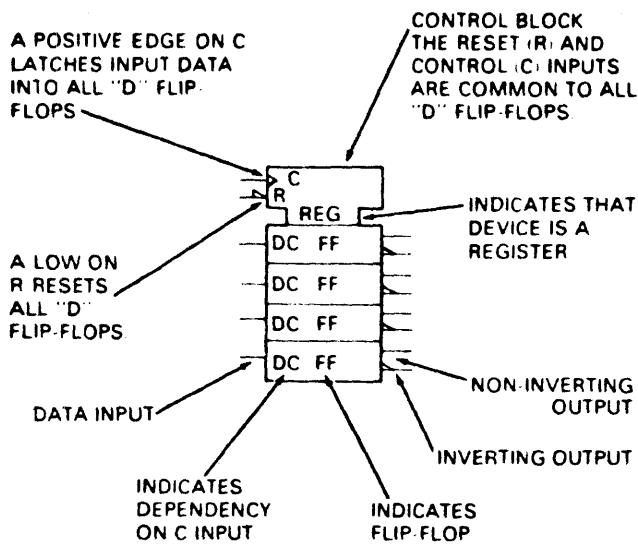 A POSITIVE EDGE ON C
LATCHES INPUT DATA
INTO ALL "D" FLIP-
FLOPS
CONTROL BLOCK
THE RESET (R) AND
CONTROL (C) INPUTS
ARE COMMON TO ALL
"D" FLIP-FLOPS
C
R
REG
INDICATES THAT
DEVICE IS A
REGISTER
DC FF
DC FF
DC FF
DC FF
A LOW ON
R RESETS
ALL "D"
FLIP-FLOPS
DATA INPUT
NON-INVERTING
OUTPUT
INVERTING OUTPUT
INDICATES
DEPENDENCY
ON C INPUT
INDICATES
FLIP-FLOP